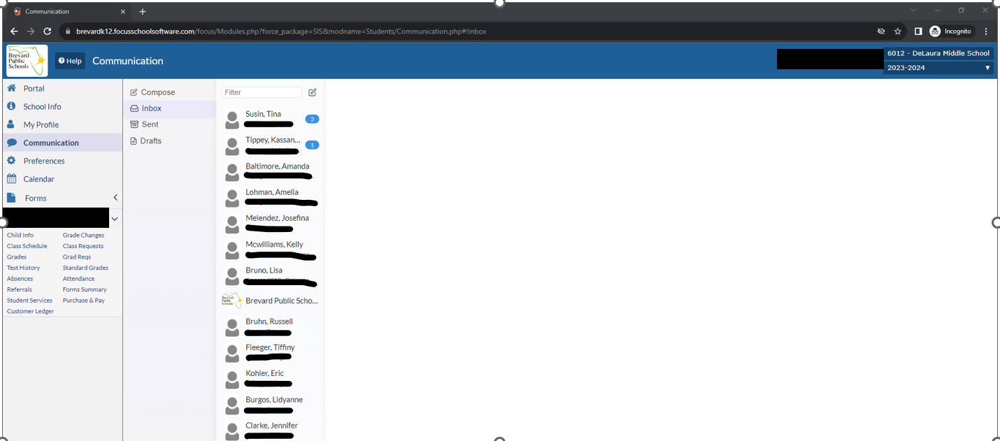 Communication
brevardk12.focusschoolsoftware.com/focus/Modules.php?force_package=SIS&modname=Students/Communication.php#!Inbox
Incognito
Brevard
Public
Schools
Help
Communication
6012 - DeLaura Middle School
2023-2024
Portal
School Info
My Profile
Communication
Preferences
Calendar
Forms
Child Info
Grade Changes
Class Schedule
Class Requests
Grades
Grad Reqs
Test History
Standard Grades
Absences
Attendance
Referrals
Forms Summary
Student Services
Purchase & Pay
Customer Ledger
Compose
Inbox
Sent
Drafts
Filter
Susin, Tina
3
Tippey, Kassan...
1
Baltimore, Amanda
Lohman, Amelia
Melendez, Josefina
Mcwilliams, Kelly
Bruno, Lisa
Brevard
Public
Schools
Brevard Public Scho...
Bruhn, Russell
Fleeger, Tiffiny
Kohler, Eric
Burgos, Lidyanne
Clarke, Jennifer